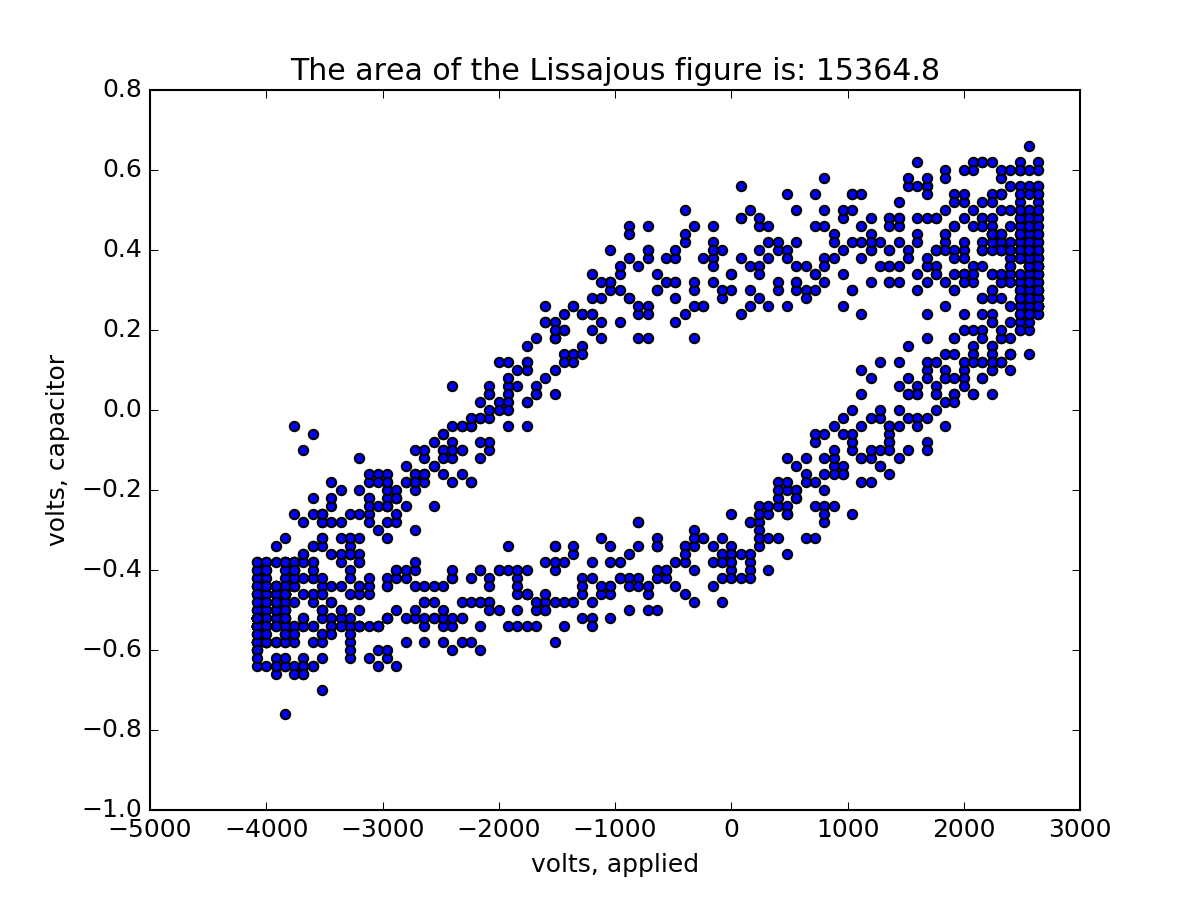 The area of the Lissajous figure is: 15364.8
0.8
0.6
0.4
0.2
0.0
−0.2
−0.4
−0.6
−0.8
−1.0
volts, capacitor
−5000 −4000 −3000 −2000 −1000 0 1000 2000 3000
volts, applied